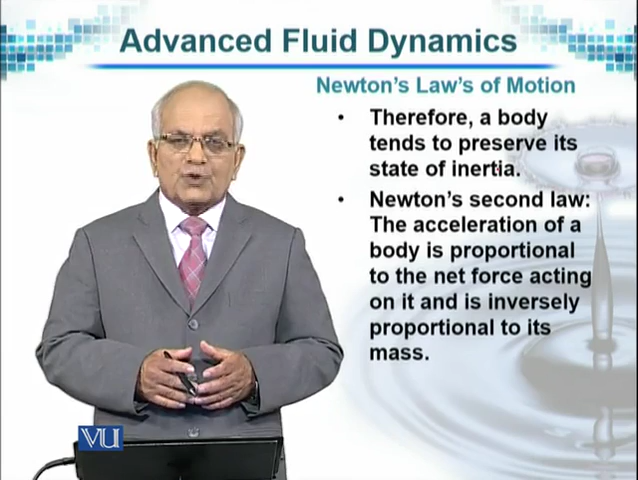 Advanced Fluid Dynamics
Newton's Law's of Motion
• Therefore, a body
tends to preserve its
state of inertia.
• Newton's second law:
The acceleration of a
body is proportional
to the net force acting
on it and is inversely
proportional to its
mass.
VU